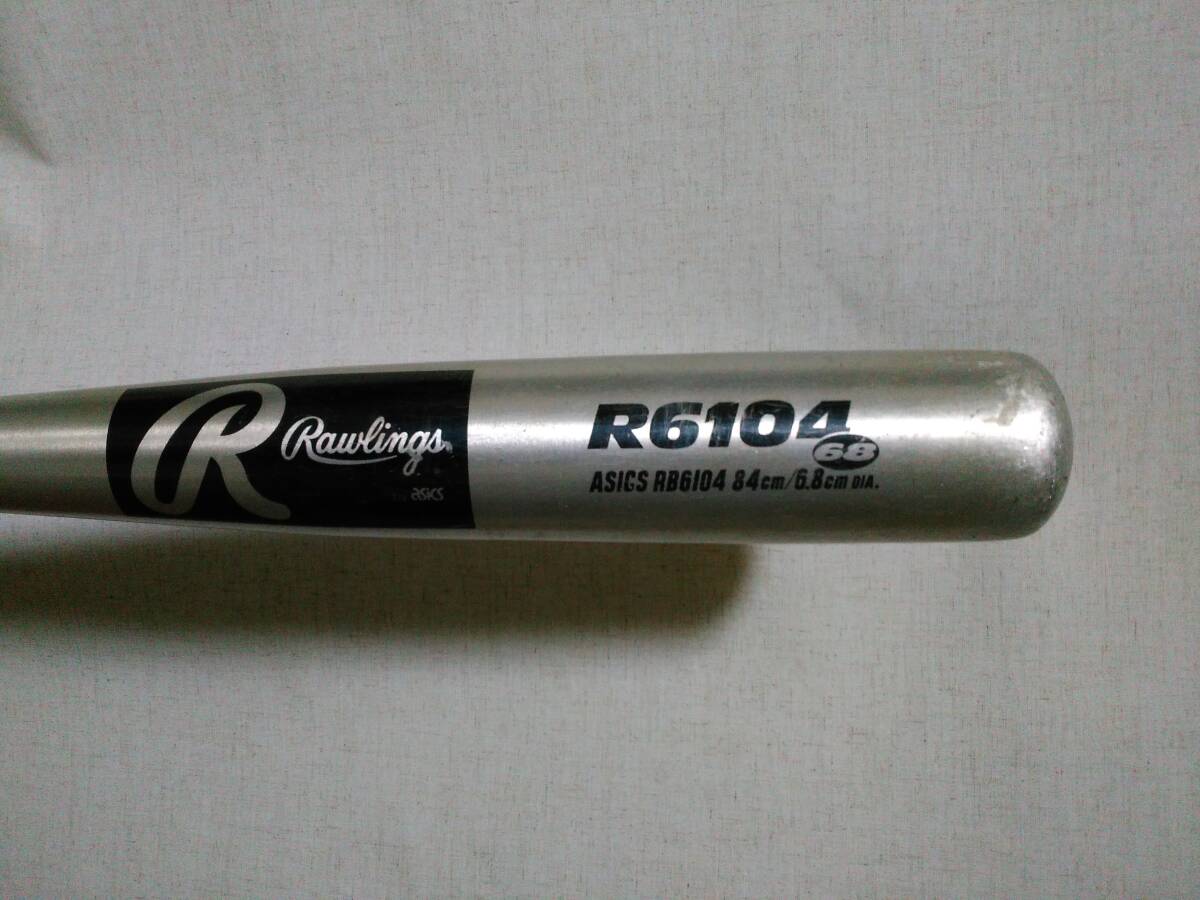 R
Rawlings
asics
R6104
68
ASICS RB6104 84cm/6.8cm DIA.